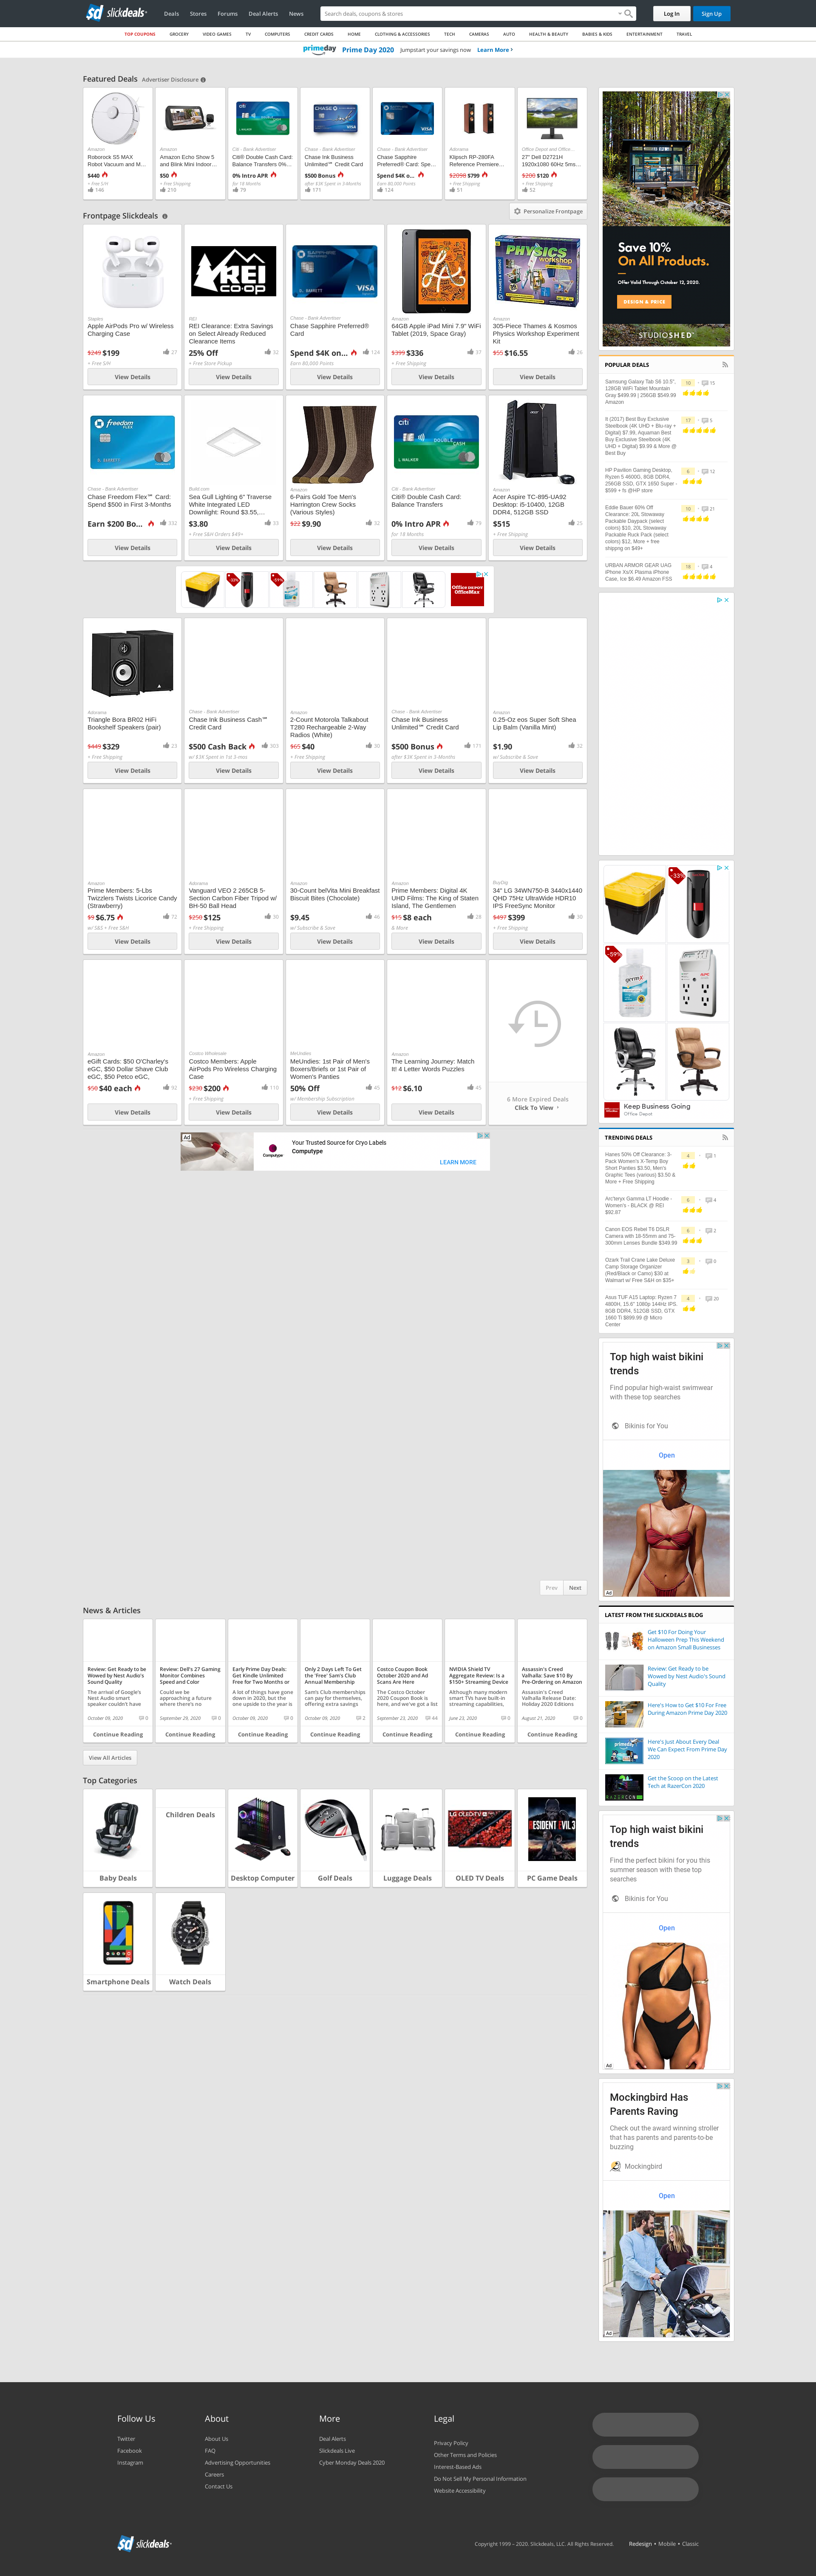 slickdeals
Deals
Stores
Forums
Deal Alerts
News
Search deals, coupons & stores
Log In
Sign Up
TOP COUPONS
GROCERY
VIDEO GAMES
TV
COMPUTERS
CREDIT CARDS
HOME
CLOTHING & ACCESSORIES
TECH
CAMERAS
AUTO
HEALTH & BEAUTY
BABIES & KIDS
ENTERTAINMENT
TRAVEL
prime day
Prime Day 2020
Jumpstart your savings now
Learn More
Featured Deals
Advertiser Disclosure
Amazon
Roborock S5 MAX
Robot Vacuum and M...
$440
+ Free S/H
146
Amazon
Amazon Echo Show 5
and Blink Mini Indoor...
$50
+ Free Shipping
210
Citi - Bank Advertiser
Citi® Double Cash Card:
Balance Transfers 0%...
0% Intro APR
for 18 Months
79
Chase - Bank Advertiser
Chase Ink Business
Unlimited℠ Credit Card
$500 Bonus
after $3K Spent in 3-Months
171
Chase - Bank Advertiser
Chase Sapphire
Preferred® Card: Spe...
Spend $4K o...
Earn 80,000 Points
124
Adorama
Klipsch RP-280FA
Reference Premiere...
$2098 $799
+ Free Shipping
51
Office Depot and Office...
27" Dell D2721H
1920x1080 60Hz 5ms...
$200 $120
+ Free Shipping
52
Frontpage Slickdeals
Personalize Frontpage
Staples
Apple AirPods Pro w/ Wireless
Charging Case
$249 $199
27
+ Free S/H
View Details
REI
CO·OP
REI
REI Clearance: Extra Savings
on Select Already Reduced
Clearance Items
25% Off
32
+ Free Store Pickup
View Details
Chase - Bank Advertiser
Chase Sapphire Preferred®
Card
Spend $4K on...
124
Earn 80,000 Points
View Details
Amazon
64GB Apple iPad Mini 7.9" WiFi
Tablet (2019, Space Gray)
$399 $336
37
+ Free Shipping
View Details
PHYSICS
WORKSHOP
Amazon
305-Piece Thames & Kosmos
Physics Workshop Experiment
Kit
$55 $16.55
26
View Details
Chase - Bank Advertiser
Chase Freedom Flex℠ Card:
Spend $500 in First 3-Months
Earn $200 Bo...
332
View Details
Build.com
Sea Gull Lighting 6" Traverse
White Integrated LED
Downlight: Round $3.55,...
$3.80
33
+ Free S&H Orders $49+
View Details
Amazon
6-Pairs Gold Toe Men's
Harrington Crew Socks
(Various Styles)
$22 $9.90
32
View Details
Citi - Bank Advertiser
Citi® Double Cash Card:
Balance Transfers
0% Intro APR
79
for 18 Months
View Details
Amazon
Acer Aspire TC-895-UA92
Desktop: i5-10400, 12GB
DDR4, 512GB SSD
$515
25
+ Free Shipping
View Details
-33%
-59%
Office DEPOT
OfficeMax
Adorama
Triangle Bora BR02 HiFi
Bookshelf Speakers (pair)
$449 $329
23
+ Free Shipping
View Details
Chase - Bank Advertiser
Chase Ink Business Cash℠
Credit Card
$500 Cash Back
303
w/ $3K Spent in 1st 3-mos
View Details
Amazon
2-Count Motorola Talkabout
T280 Rechargeable 2-Way
Radios (White)
$65 $40
30
+ Free Shipping
View Details
Chase - Bank Advertiser
Chase Ink Business
Unlimited℠ Credit Card
$500 Bonus
171
after $3K Spent in 3-Months
View Details
Amazon
0.25-Oz eos Super Soft Shea
Lip Balm (Vanilla Mint)
$1.90
32
w/ Subscribe & Save
View Details
Amazon
Prime Members: 5-Lbs
Twizzlers Twists Licorice Candy
(Strawberry)
$9 $6.75
72
w/ S&S + Free S&H
View Details
Adorama
Vanguard VEO 2 265CB 5-
Section Carbon Fiber Tripod w/
BH-50 Ball Head
$250 $125
30
+ Free Shipping
View Details
Amazon
30-Count belVita Mini Breakfast
Biscuit Bites (Chocolate)
$9.45
46
w/ Subscribe & Save
View Details
Amazon
Prime Members: Digital 4K
UHD Films: The King of Staten
Island, The Gentlemen
$15 $8 each
28
& More
View Details
BuyDig
34" LG 34WN750-B 3440x1440
QHD 75Hz UltraWide HDR10
IPS FreeSync Monitor
$497 $399
30
+ Free Shipping
View Details
Amazon
eGift Cards: $50 O'Charley's
eGC, $50 Dollar Shave Club
eGC, $50 Petco eGC,
$50 $40 each
92
View Details
Costco Wholesale
Costco Members: Apple
AirPods Pro Wireless Charging
Case
$230 $200
110
+ Free Shipping
View Details
MeUndies
MeUndies: 1st Pair of Men's
Boxers/Briefs or 1st Pair of
Women's Panties
50% Off
45
w/ Membership Subscription
View Details
Amazon
The Learning Journey: Match
It! 4 Letter Words Puzzles
$12 $6.10
45
View Details
6 More Expired Deals
Click To View
Ad
Computype
Your Trusted Source for Cryo Labels
Computype
LEARN MORE
Prev
Next
News & Articles
Review: Get Ready to be
Wowed by Nest Audio's
Sound Quality
The arrival of Google's
Nest Audio smart
speaker couldn't have
October 09, 2020
0
Continue Reading
Review: Dell's 27 Gaming
Monitor Combines
Speed and Color
Could we be
approaching a future
where there's no
September 29, 2020
0
Continue Reading
Early Prime Day Deals:
Get Kindle Unlimited
Free for Two Months or
A lot of things have gone
down in 2020, but the
one upside to the year is
October 09, 2020
0
Continue Reading
Only 2 Days Left To Get
the 'Free' Sam's Club
Annual Membership
Sam's Club memberships
can pay for themselves,
offering extra savings
October 09, 2020
2
Continue Reading
Costco Coupon Book
October 2020 and Ad
Scans Are Here
The Costco October
2020 Coupon Book is
here, and we've got a list
September 23, 2020
44
Continue Reading
NVIDIA Shield TV
Aggregate Review: Is a
$150+ Streaming Device
Although many modern
smart TVs have built-in
streaming capabilities,
June 23, 2020
0
Continue Reading
Assassin's Creed
Valhalla: Save $10 By
Pre-Ordering on Amazon
Assassin's Creed
Valhalla Release Date:
Holiday 2020 Editions
August 21, 2020
6
Continue Reading
View All Articles
Top Categories
Baby Deals
Children Deals
Desktop Computer
Golf Deals
Luggage Deals
LG OLED TV
OLED TV Deals
RESIDENT EVIL 3
PC Game Deals
Smartphone Deals
Watch Deals
Save 10%
On All Products.
Offer Valid Through October 12, 2020.
DESIGN & PRICE
STUDIOSHED
POPULAR DEALS
Samsung Galaxy Tab S6 10.5",
128GB WiFi Tablet Mountain
Gray $499.99 | 256GB $549.99
Amazon
10
15
It (2017) Best Buy Exclusive
Steelbook (4K UHD + Blu-ray +
Digital) $7.99, Aquaman Best
Buy Exclusive Steelbook (4K
UHD + Digital) $9.99 & More @
Best Buy
17
5
HP Pavilion Gaming Desktop,
Ryzen 5 4600G, 8GB DDR4,
256GB SSD, GTX 1650 Super -
$599 + fs @HP store
6
12
Eddie Bauer 60% Off
Clearance: 20L Stowaway
Packable Daypack (select
colors) $10, 20L Stowaway
Packable Ruck Pack (select
colors) $12, More + free
shipping on $49+
10
21
URBAN ARMOR GEAR UAG
iPhone Xs/X Plasma iPhone
Case, Ice $6.49 Amazon FSS
10
4
-33%
-59%
Keep Business Going
Office Depot
TRENDING DEALS
Hanes 50% Off Clearance: 3-
Pack Women's X-Temp Boy
Short Panties $3.50, Men's
Graphic Tees (various) $3.50 &
More + Free Shipping
4
1
Arc'teryx Gamma LT Hoodie -
Women's - BLACK @ REI
$92.87
6
4
Canon EOS Rebel T6 DSLR
Camera with 18-55mm and 75-
300mm Lenses Bundle $349.99
6
2
Ozark Trail Crane Lake Deluxe
Camp Storage Organizer
(Red/Black or Camo) $30 at
Walmart w/ Free S&H on $35+
3
0
Asus TUF A15 Laptop: Ryzen 7
4800H, 15.6" 1080p 144Hz IPS,
8GB DDR4, 512GB SSD, GTX
1660 Ti $899.99 @ Micro
Center
4
20
Top high waist bikini
trends
Find popular high-waist swimwear
with these top searches
Bikinis for You
Open
Ad
LATEST FROM THE SLICKDEALS BLOG
Get $10 For Doing Your
Halloween Prep This Weekend
on Amazon Small Businesses
Review: Get Ready to be
Wowed by Nest Audio's Sound
Quality
Here's How to Get $10 For Free
During Amazon Prime Day 2020
Here's Just About Every Deal
We Can Expect From Prime Day
2020
Get the Scoop on the Latest
Tech at RazerCon 2020
Top high waist bikini
trends
Find the perfect bikini for you this
summer season with these top
searches
Bikinis for You
Open
Ad
Mockingbird Has
Parents Raving
Check out the award winning stroller
that has parents and parents-to-be
buzzing
Mockingbird
Open
Ad
Follow Us
Twitter
Facebook
Instagram
About
About Us
FAQ
Advertising Opportunities
Careers
Contact Us
More
Deal Alerts
Slickdeals Live
Cyber Monday Deals 2020
Legal
Privacy Policy
Other Terms and Policies
Interest-Based Ads
Do Not Sell My Personal Information
Website Accessibility
slickdeals
Copyright 1999 - 2020. Slickdeals, LLC. All Rights Reserved.
Redesign • Mobile • Classic